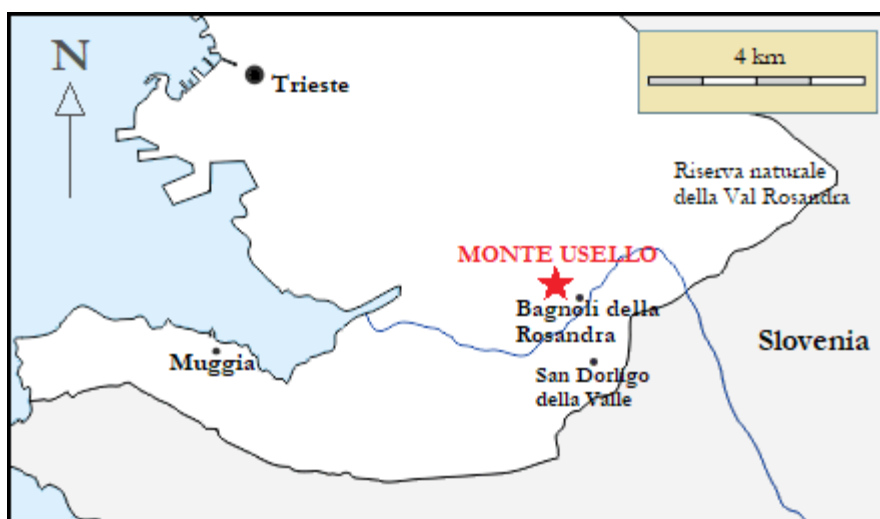 N
4 km
Trieste
Riserva naturale
della Val Rosandra
MONTE USELLO
Bagnoli della
Rosandra
Slovenia
Muggia
San Dorligo
della Valle